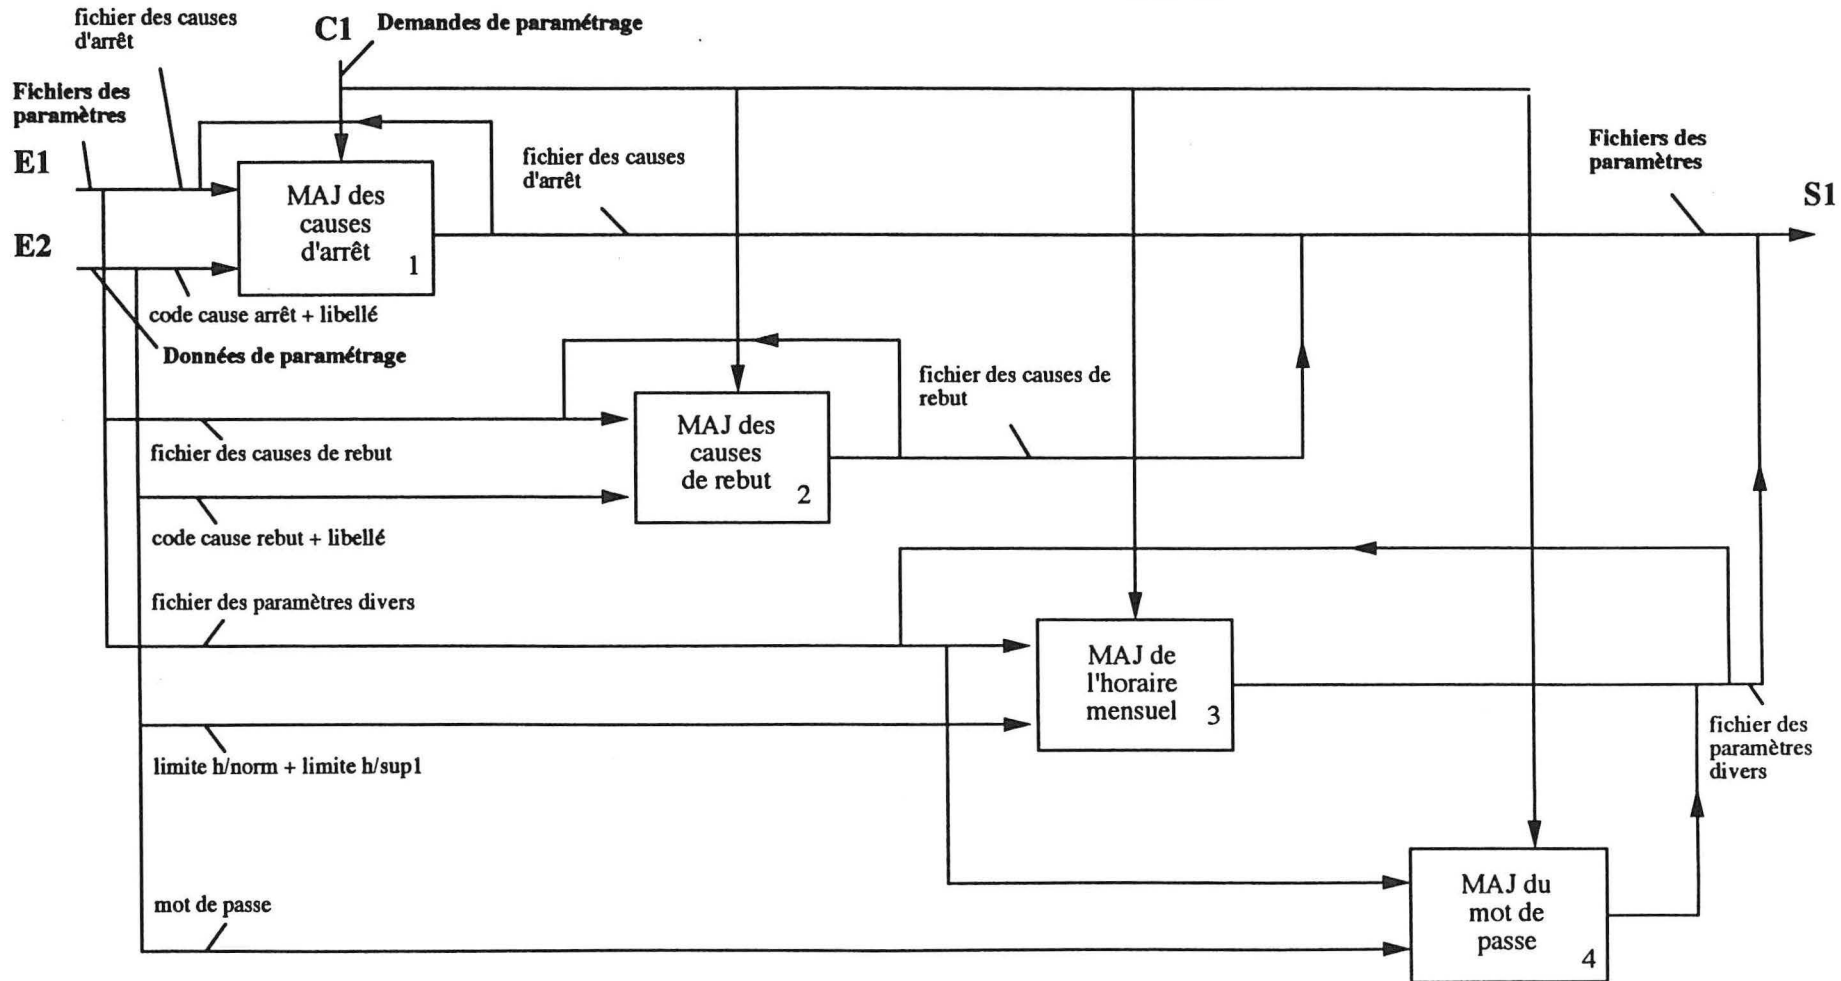 fichier des causes
d'arrêt
C1
Demandes de paramétrage
Fichiers des
paramètres
E1
E2
MAJ des
causes
d'arrêt
1
fichier des causes
d'arrêt
Fichiers des
paramètres
S1
code cause arrêt + libellé
Données de paramétrage
fichier des causes de
rebut
MAJ des
causes
de rebut
2
fichier des causes de rebut
code cause rebut + libellé
fichier des paramètres divers
MAJ de
l'horaire
mensuel
3
limite h/norm + limite h/sup1
fichier des
paramètres
divers
mot de passe
MAJ du
mot de
passe
4